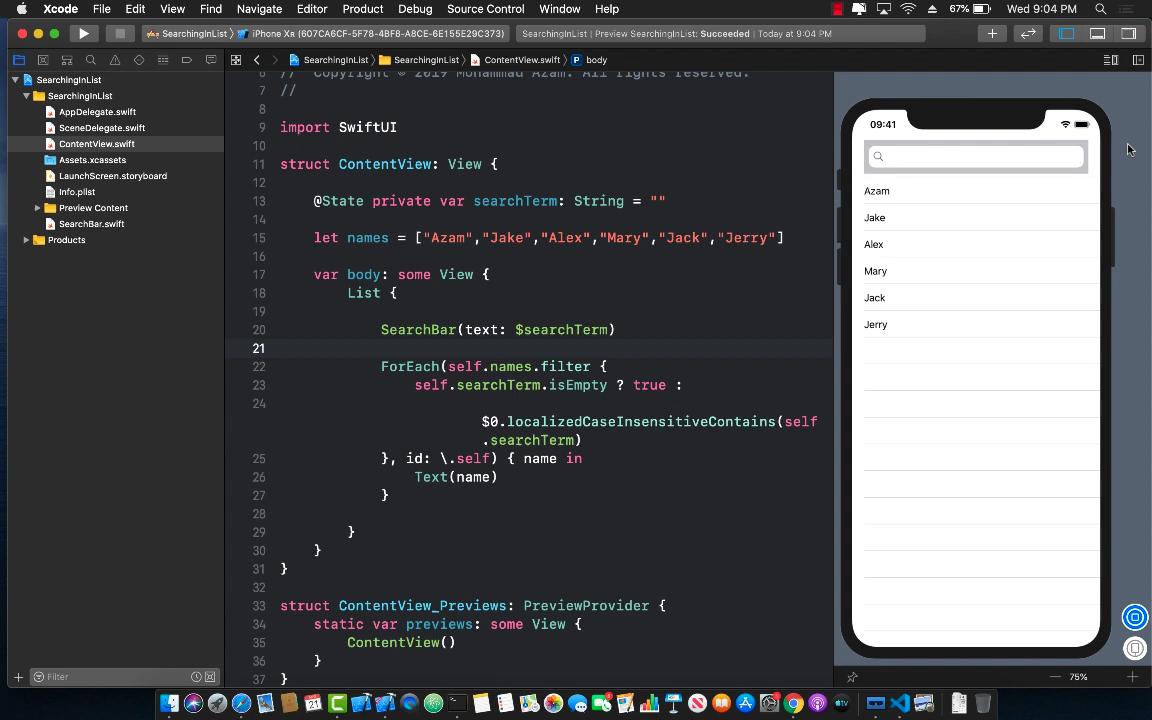 Xcode File Edit View Find Navigate Editor Product Debug Source Control Window Help 67% Wed 9:04 PM
SearchingInList iPhone Xʀ (607CA6CF-5F78-4BF8-A8CE-6E155E29C373) SearchingInList | Preview SearchingInList: Succeeded | Today at 9:04 PM
SearchingInList SearchingInList ContentView.swift P body
SearchingInList
SearchingInList
AppDelegate.swift
SceneDelegate.swift
ContentView.swift
Assets.xcassets
LaunchScreen.storyboard
Info.plist
Preview Content
SearchBar.swift
Products
Filter
6 // Copyright © 2019 Mohammad Azam. All rights reserved.
7 //
8
9 import SwiftUI
10
11 struct ContentView: View {
12
13 @State private var searchTerm: String = ""
14
15 let names = ["Azam","Jake","Alex","Mary","Jack","Jerry"]
16
17 var body: some View {
18 List {
19
20 SearchBar(text: $searchTerm)
21
22 ForEach(self.names.filter {
23 self.searchTerm.isEmpty ? true :
24
$0.localizedCaseInsensitiveContains(self
.searchTerm)
25 }, id: \.self) { name in
26 Text(name)
27 }
28
29 }
30 }
31 }
32
33 struct ContentView_Previews: PreviewProvider {
34 static var previews: some View {
35 ContentView()
36 }
37 }
09:41
Azam
Jake
Alex
Mary
Jack
Jerry
75%
21